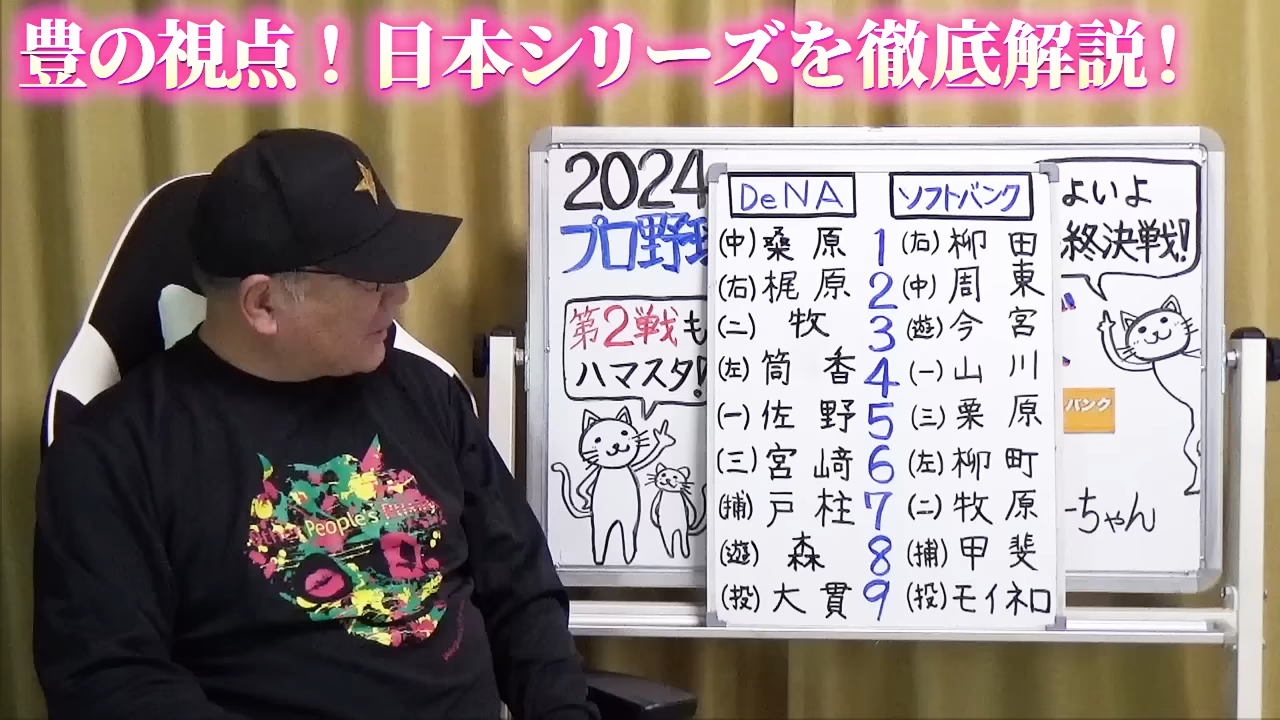 豊の視点！日本シリーズを徹底解説！
2024
プロ野球
第2戦も
ハマスタ!
DeNA ソフトバンク
(中) 桑原 1 (右) 柳田
(右) 梶原 2 (中) 周東
(二) 牧 3 (遊) 今宮
(左) 筒香 4 (一) 山川
(一) 佐野 5 (三) 栗原
(三) 宮﨑 6 (左) 柳町
(捕) 戸柱 7 (二) 牧原
(遊) 森 8 (捕) 甲斐
(投) 大貫 9 (投) モイネロ
よいよ
終決戦!
バンク
ーちゃん
People's